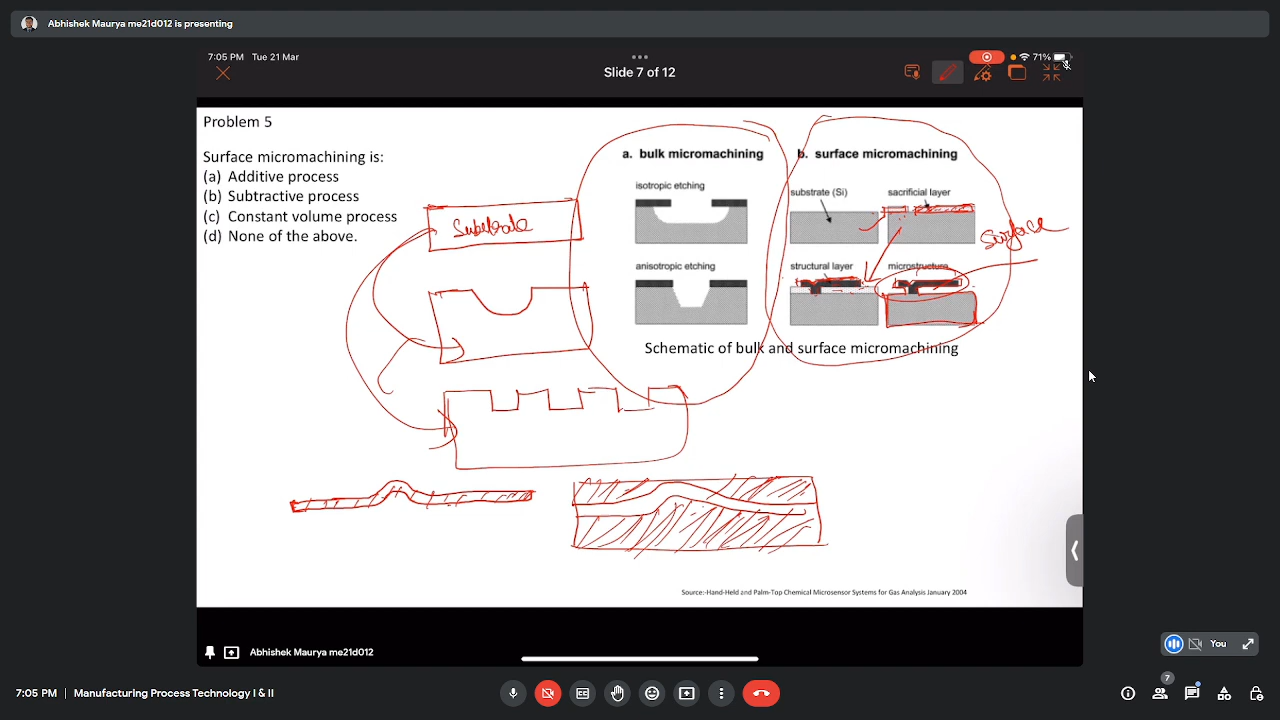 Abhishek Maurya me21d012 is presenting
7:05 PM Tue 21 Mar
71%
Slide 7 of 12
Problem 5
Surface micromachining is:
(a) Additive process
(b) Subtractive process
(c) Constant volume process
(d) None of the above.
Substrate
a. bulk micromachining
isotropic etching
anisotropic etching
b. surface micromachining
substrate (Si)
sacrificial layer
structural layer
microstructure
Surface
Schematic of bulk and surface micromachining
Source:-Hand-Held and Palm-Top Chemical Microsensor Systems for Gas Analysis January 2004
Abhishek Maurya me21d012
You
7:05 PM | Manufacturing Process Technology I & II
7